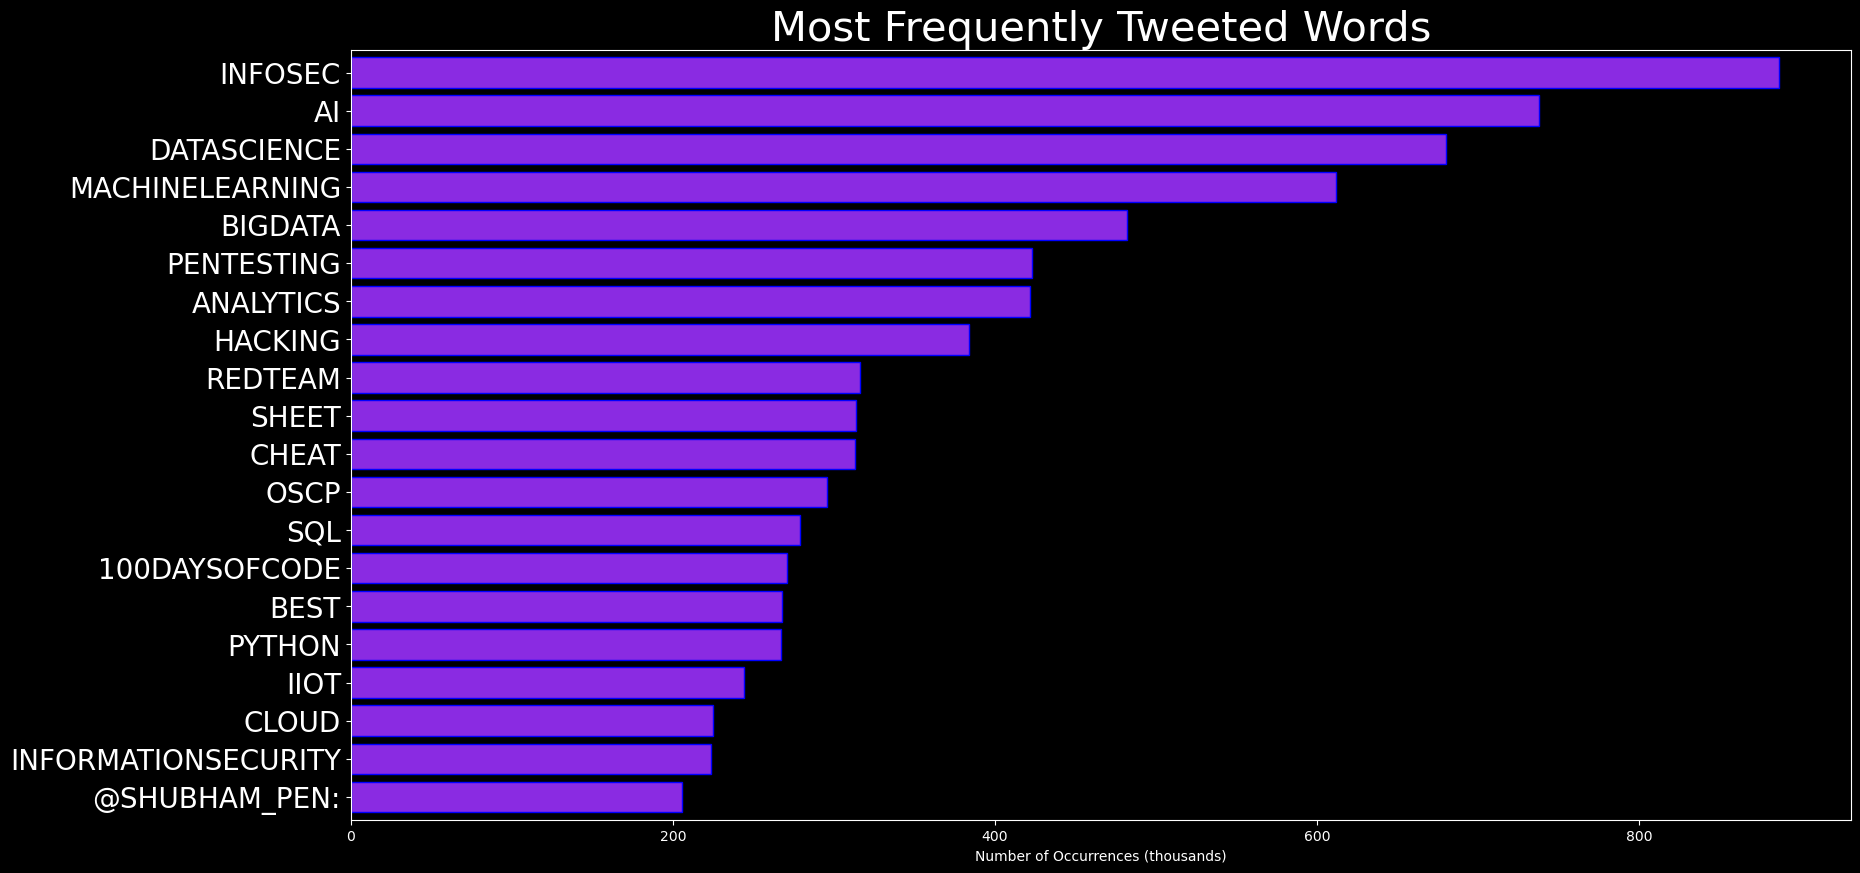 Most Frequently Tweeted Words
INFOSEC
AI
DATASCIENCE
MACHINELEARNING
BIGDATA
PENTESTING
ANALYTICS
HACKING
REDTEAM
SHEET
CHEAT
OSCP
SQL
100DAYSOFCODE
BEST
PYTHON
IIOT
CLOUD
INFORMATIONSECURITY
@SHUBHAM_PEN:
0 200 400 600 800
Number of Occurrences (thousands)